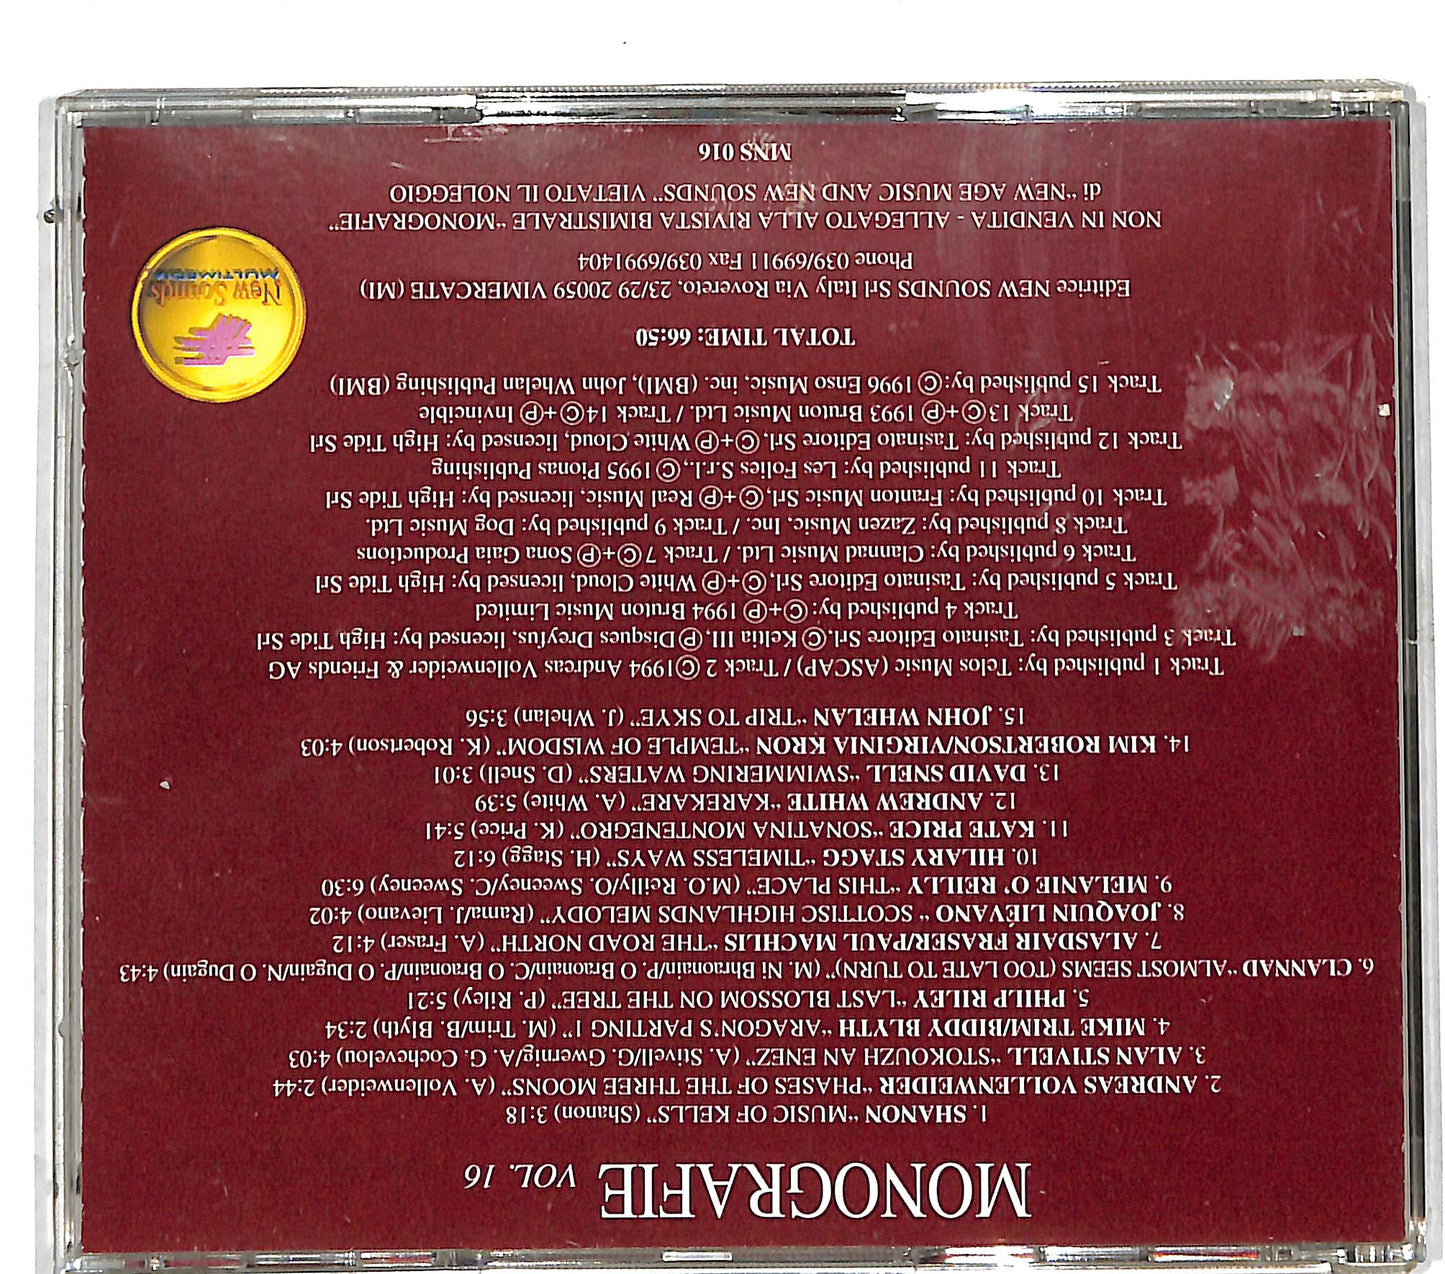 MONOGRAFIE VOL. 16
1. SHANON “MUSIC OF KELLS” (Shanon) 3:18
2. ANDREAS VOLLENWEIDER “PHASES OF THE THREE MOONS” (A. Vollenweider) 2:44
3. ALAN STIVELL “STOKOUZH AN ENEZ” (A. Stivell/G. Gwernig/A. G. Cochevelou) 4:03
4. MIKE TRIM/BIDDY BLYTH “ARAGON'S PARTING 1” (M. Trim/B. Blyth) 2:34
5. PHILP RILEY “LAST BLOSSOM ON THE TREE” (P. Riley) 5:21
6. CLANNAD “ALMOST SEEMS (TOO LATE TO TURN)” (M. Ni Bhraonain/P. O Braonain/C. O Braonain/P. O Dugain/N. O Dugain) 4:43
7. ALASDAIR FRASER/PAUL MACHLIS “THE ROAD NORTH” (A. Fraser) 4:12
8. JOAQUIN LIÉVANO “ SCOTTISC HIGHLANDS MELODY” (Rama/J. Lievano) 4:02
9. MELANIE O' REILLY “THIS PLACE” (M.O. Reilly/O. Sweeney/C. Sweeney) 6:30
10. HILARY STAGG “TIMELESS WAYS” (H. Stagg) 6:12
11. KATE PRICE “SONATINA MONTENEGRO” (K. Price) 5:41
12. ANDREW WHITE “KAREKARE” (A. White) 5:39
13. DAVID SNELL “SWIMMERING WATERS” (D. Snell) 3:01
14. KIM ROBERTSON/VIRGINIA KRON “TEMPLE OF WISDOM” (K. Robertson) 4:03
15. JOHN WHELAN “TRIP TO SKYE” (J. Whelan) 3:56
Track 1 published by: Telos Music (ASCAP) / Track 2 ©1994 Andreas Vollenweider & Friends AG
Track 3 published by: Tasinato Editore Srl, © Keltia III, ℗ Disques Dreyfus, licensed by: High Tide Srl
Track 4 published by: ©+℗ 1994 Bruton Music Limited
Track 5 published by: Tasinato Editore Srl, ©+℗ White Cloud, licensed by: High Tide Srl
Track 6 published by: Clannad Music Ltd. / Track 7 ©+℗ Sona Gaia Productions
Track 8 published by: Zazen Music, Inc. / Track 9 published by: Dog Music Ltd.
Track 10 published by: Franton Music Srl, ©+℗ Real Music, licensed by: High Tide Srl
Track 11 published by: Les Folies S.r.l., © 1995 Pionas Publishing
Track 12 published by: Tasinato Editore Srl, ©+℗ White Cloud, licensed by: High Tide Srl
Track 13 ©+℗ 1993 Bruton Music Ltd. / Track 14 ©+℗ Invincible
Track 15 published by: © 1996 Enso Music, inc. (BMI), John Whelan Publishing (BMI)
TOTAL TIME: 66:50
Editrice NEW SOUNDS Srl Italy Via Rovereto, 23/29 20059 VIMERCATE (MI)
Phone 039/69911 Fax 039/6991404
New Sounds
MULTIMEDIA
NON IN VENDITA - ALLEGATO ALLA RIVISTA BIMISTRALE “MONOGRAFIE”
di “NEW AGE MUSIC AND NEW SOUNDS” VIETATO IL NOLEGGIO
MNS 016